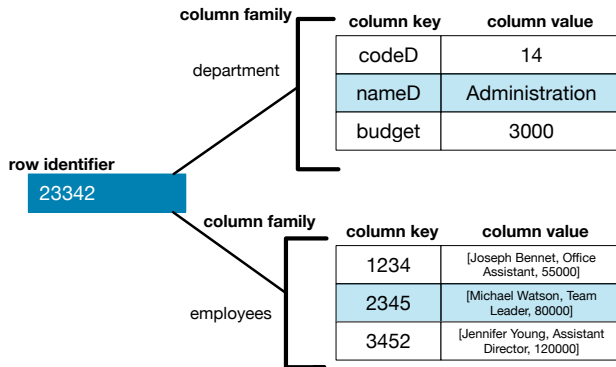 column family
column key column value
department
codeD 14
nameD Administration
budget 3000
row identifier
23342
column family
column key column value
employees
1234 [Joseph Bennet, Office
Assistant, 55000]
2345 [Michael Watson, Team
Leader, 80000]
3452 [Jennifer Young, Assistant
Director, 120000]